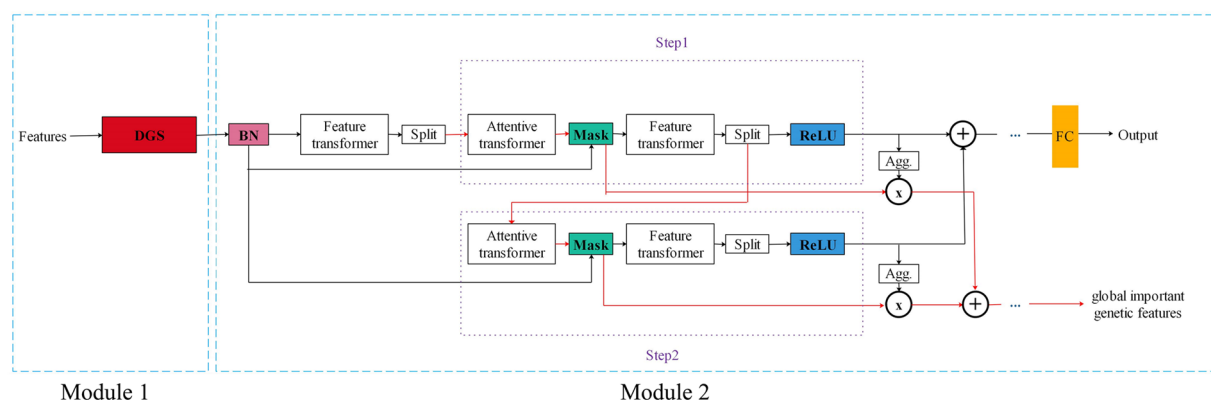 Step1
Features
DGS
BN
Feature
transformer
Split
Attentive
transformer
Mask
Feature
transformer
Split
ReLU
+
...
FC
Output
Agg.
x
Attentive
transformer
Mask
Feature
transformer
Split
ReLU
Agg.
x
+
...
global important
genetic features
Step2
Module 1
Module 2